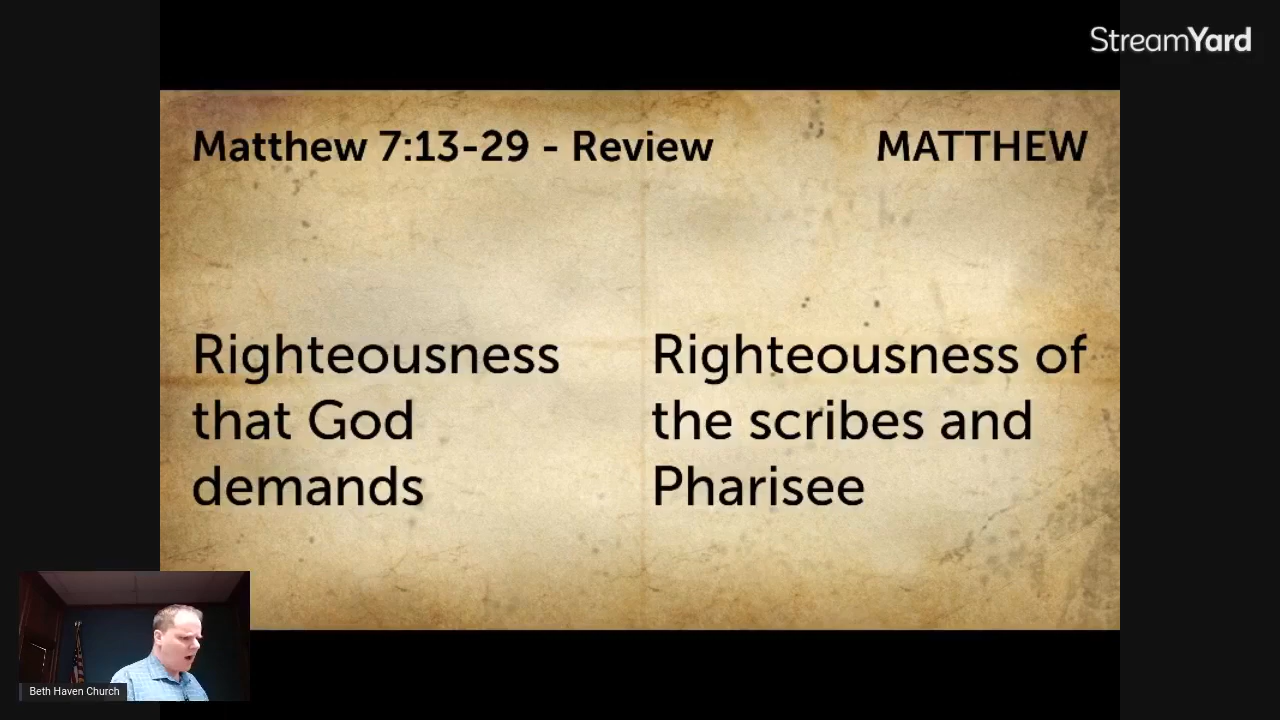 StreamYard
Matthew 7:13-29 - Review
MATTHEW
Righteousness
that God
demands
Righteousness of
the scribes and
Pharisee
Beth Haven Church